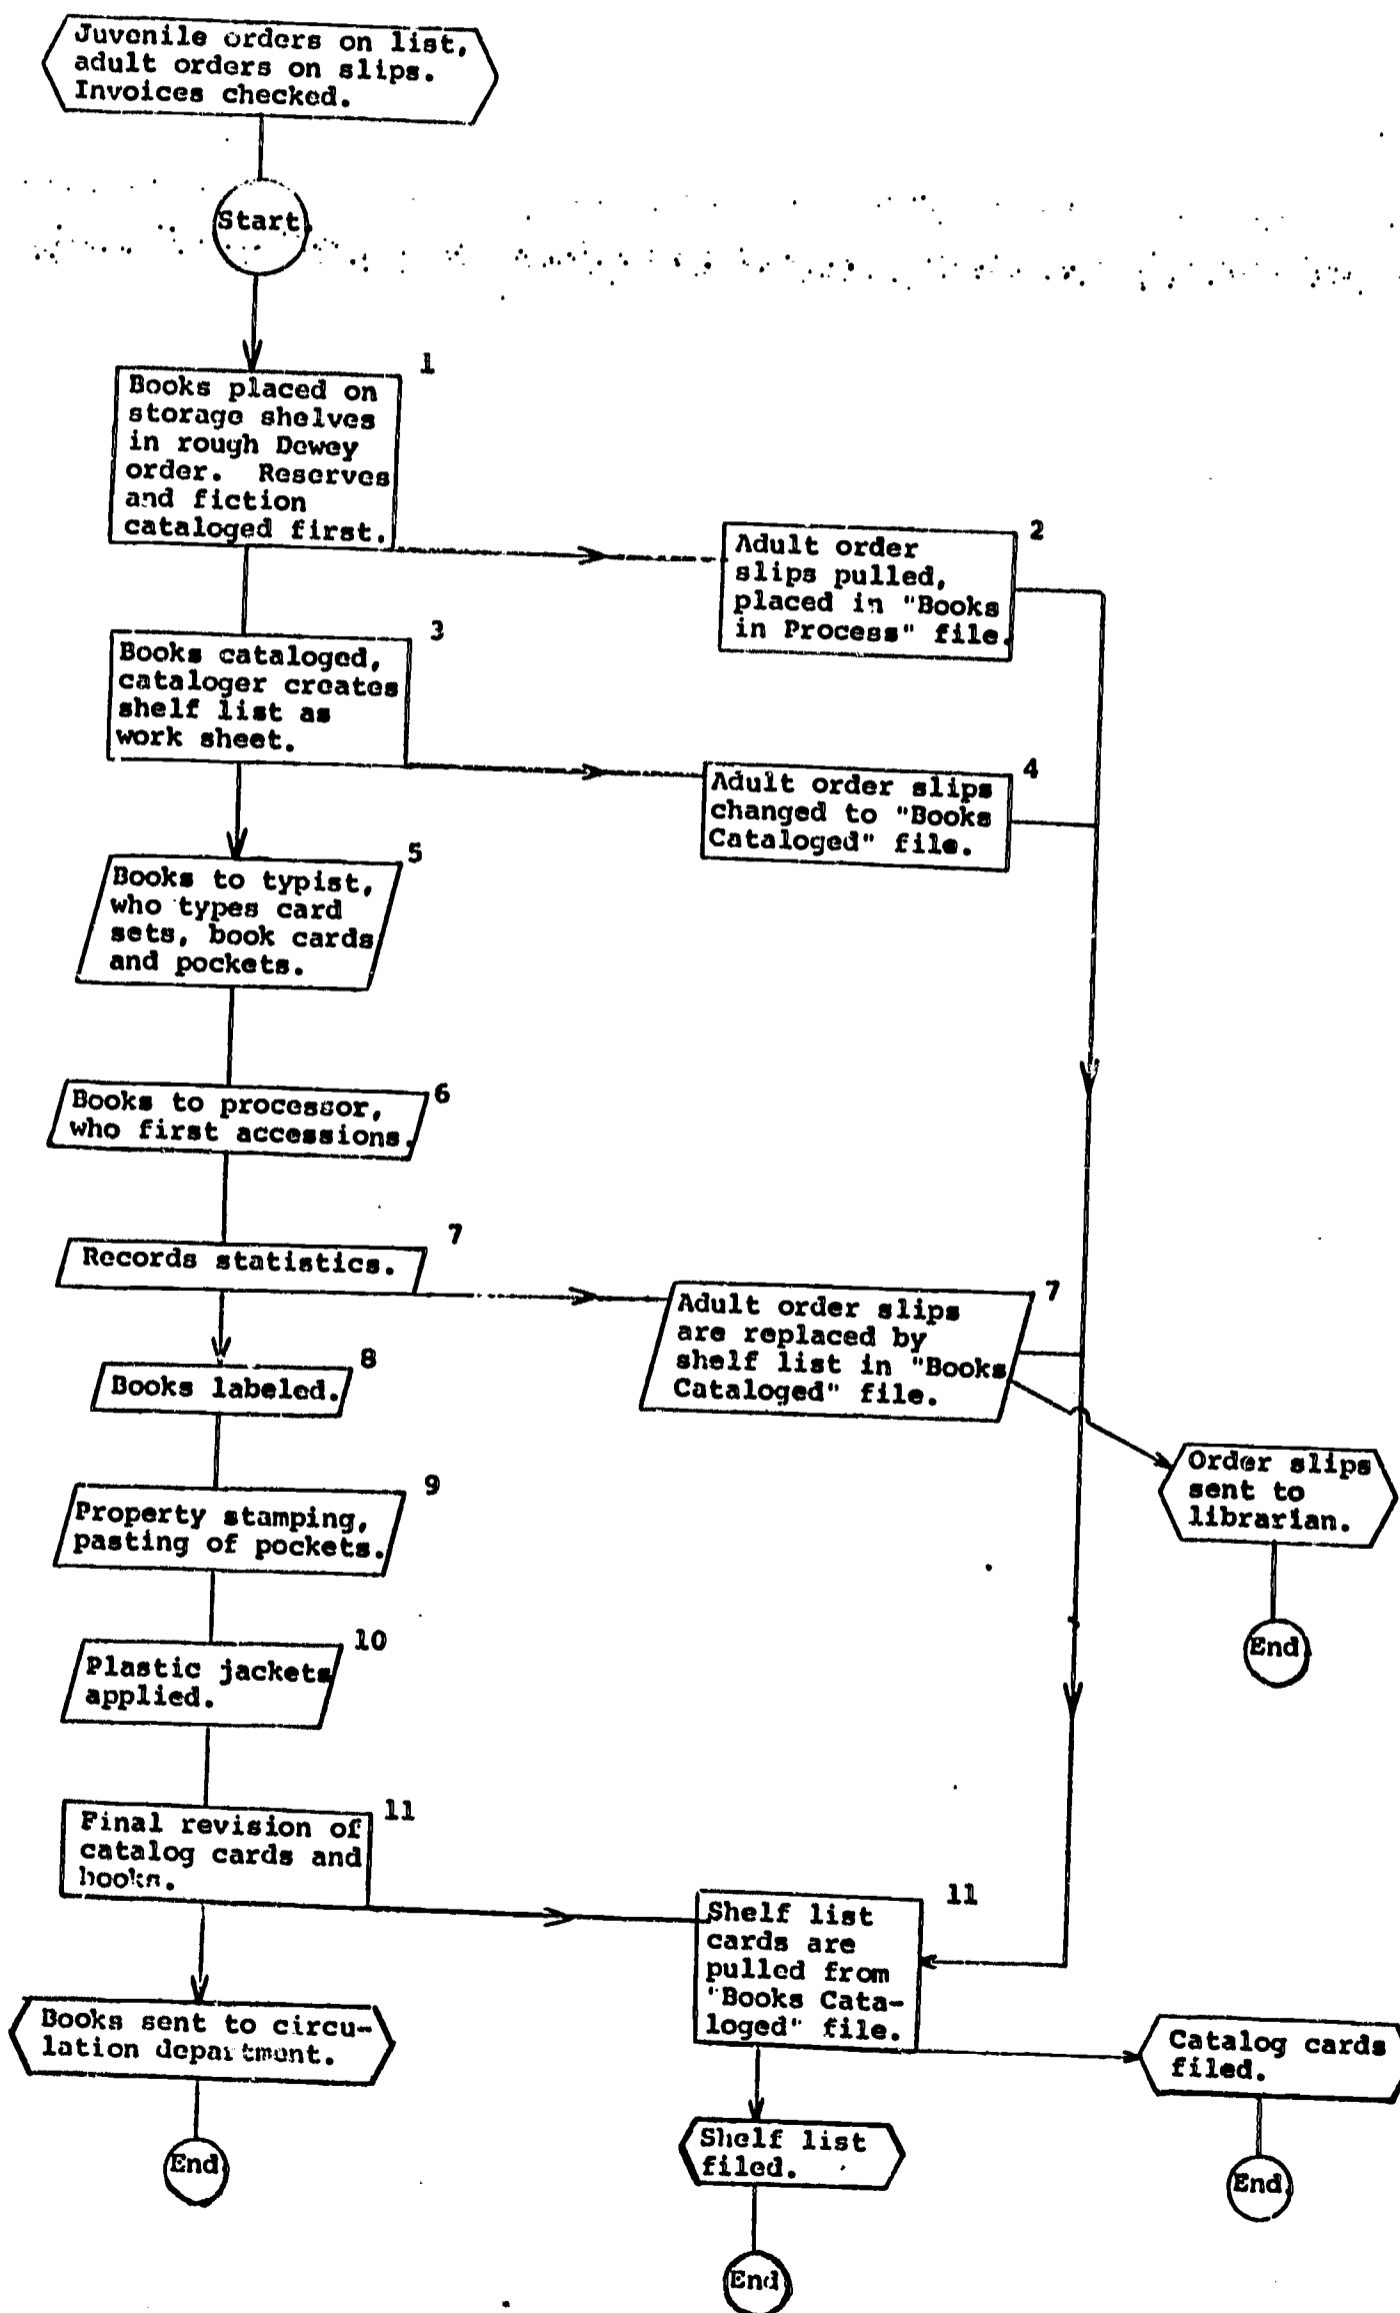 Juvenile orders on list,
adult orders on slips.
Invoices checked.
Start
1
Books placed on
storage shelves
in rough Dewey
order.  Reserves
and fiction
cataloged first.
2
Adult order
slips pulled,
placed in "Books
in Process" file.
3
Books cataloged,
cataloger creates
shelf list as
work sheet.
4
Adult order slips
changed to "Books
Cataloged" file.
5
Books to typist,
who types card
sets, book cards
and pockets.
6
Books to processor,
who first accessions.
7
Records statistics.
7
Adult order slips
are replaced by
shelf list in "Books
Cataloged" file.
8
Books labeled.
Order slips
sent to
librarian.
End
9
Property stamping,
pasting of pockets.
10
Plastic jackets
applied.
11
Final revision of
catalog cards and
books.
11
Shelf list
cards are
pulled from
"Books Cata-
loged" file.
Books sent to circu-
lation department.
End
Catalog cards
filed.
End
Shelf list
filed.
End